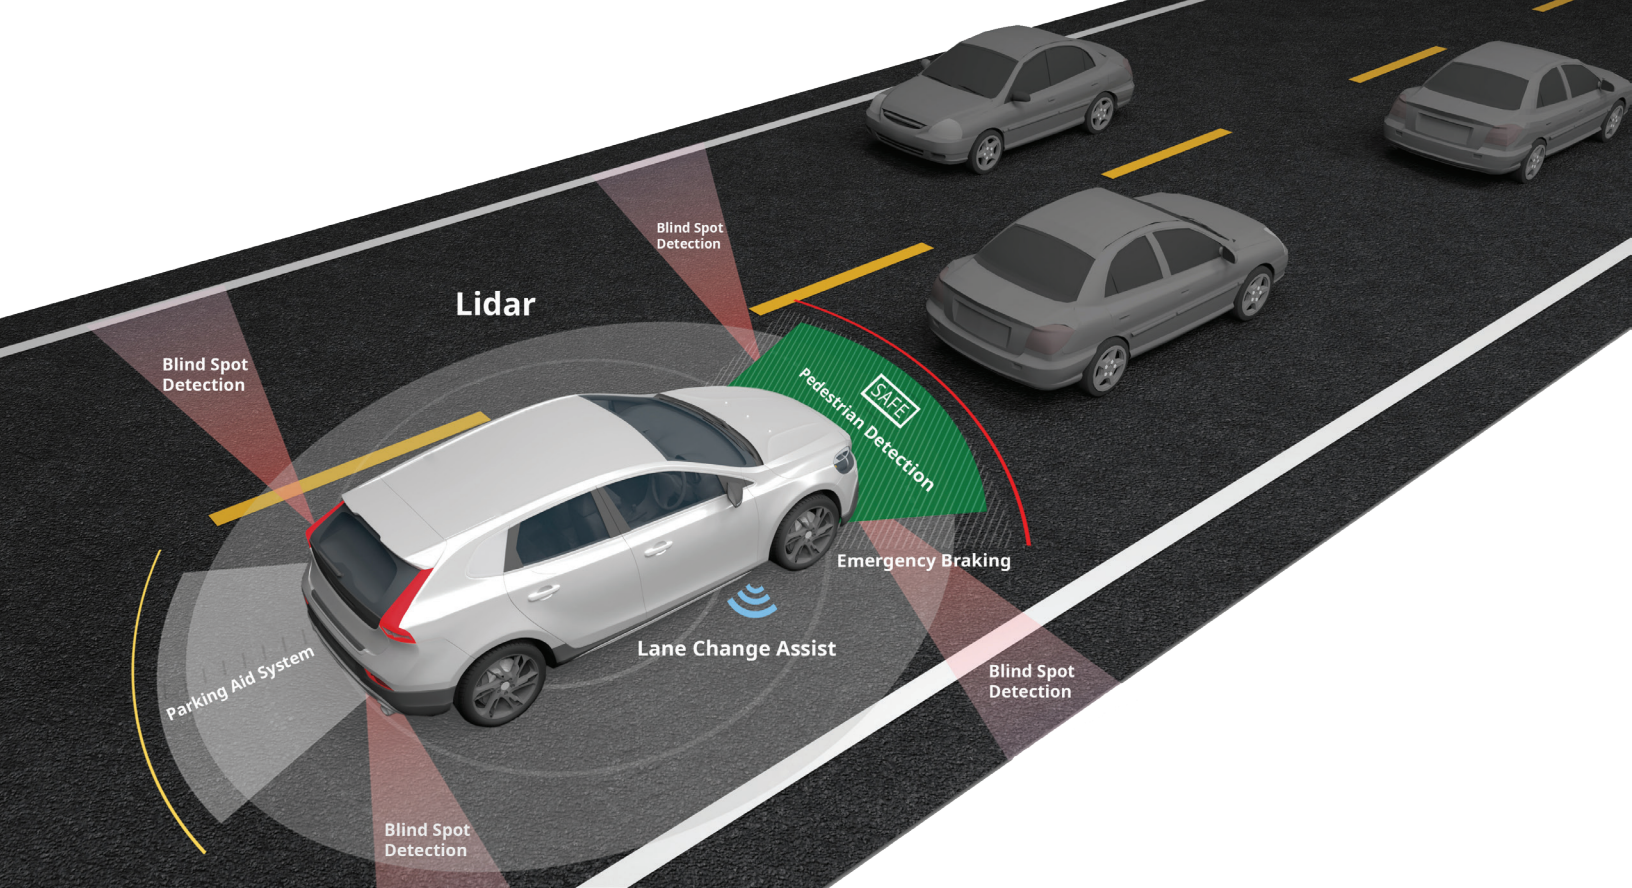 Blind Spot
Detection
Lidar
Blind Spot
Detection
SAFE
Pedestrian Detection
Emergency Braking
Lane Change Assist
Parking Aid System
Blind Spot
Detection
Blind Spot
Detection